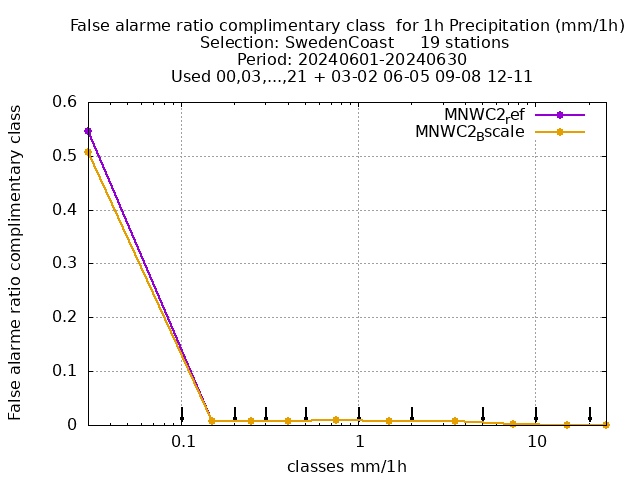 False alarme ratio complimentary class  for 1h Precipitation (mm/1h)
Selection: SwedenCoast     19 stations
Period: 20240601-20240630
Used 00,03,...,21 + 03-02 06-05 09-08 12-11
MNWC2_ref
MNWC2_Bscale
False alarme ratio complimentary class
0.6
0.5
0.4
0.3
0.2
0.1
0
0.1 1 10
classes mm/1h